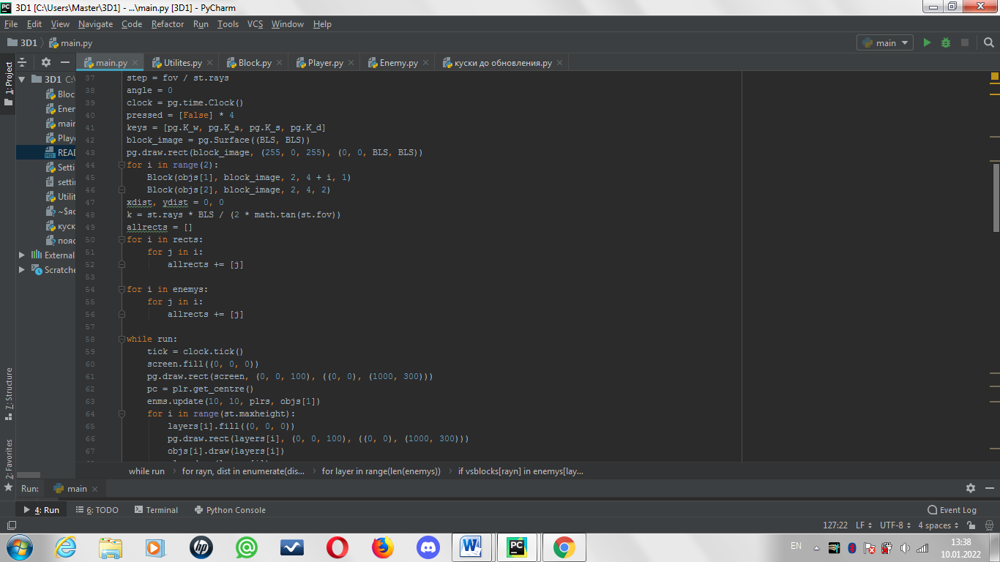 3D1 [C:\Users\Master\3D1] - ...\main.py [3D1] - PyCharm
File Edit View Navigate Code Refactor Run Tools VCS Window Help
3D1 main.py main
main.py Utilites.py Block.py Player.py Enemy.py куски до обновления.py
1: Project
3D1 C:\
Bloc
Ener
main
Playe
READ
Setti
settin
Utilit
~$яс
куск
пояс
External
Scratche
7: Structure
2: Favorites
37 step = fov / st.rays
38 angle = 0
39 clock = pg.time.Clock()
40 pressed = [False] * 4
41 keys = [pg.K_w, pg.K_a, pg.K_s, pg.K_d]
42 block_image = pg.Surface((BLS, BLS))
43 pg.draw.rect(block_image, (255, 0, 255), (0, 0, BLS, BLS))
44 for i in range(2):
45 Block(objs[1], block_image, 2, 4 + i, 1)
46 Block(objs[2], block_image, 2, 4, 2)
47 xdist, ydist = 0, 0
48 k = st.rays * BLS / (2 * math.tan(st.fov))
49 allrects = []
50 for i in rects:
51 for j in i:
52 allrects += [j]
53
54 for i in enemys:
55 for j in i:
56 allrects += [j]
57
58 while run:
59 tick = clock.tick()
60 screen.fill((0, 0, 0))
61 pg.draw.rect(screen, (0, 0, 100), ((0, 0), (1000, 300)))
62 pc = plr.get_centre()
63 enms.update(10, 10, plrs, objs[1])
64 for i in range(st.maxheight):
65 layers[i].fill((0, 0, 0))
66 pg.draw.rect(layers[i], (0, 0, 100), ((0, 0), (1000, 300)))
67 objs[i].draw(layers[i])
while run for rayn, dist in enumerate(dis... for layer in range(len(enemys)) if vsblocks[rayn] in enemys[lay...
Run: main
4: Run 6: TODO Terminal Python Console Event Log
127:22 LF UTF-8 4 spaces
EN 13:38
10.01.2022